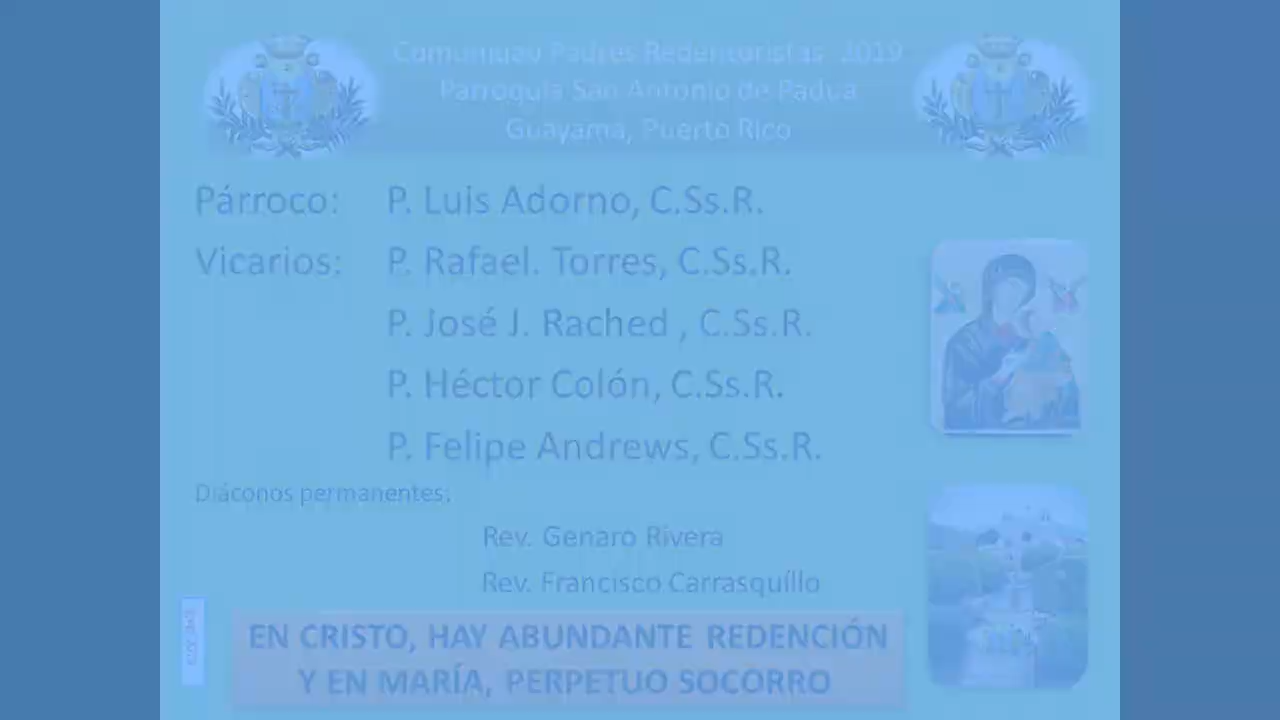 Comunidad Padres Redentoristas 2019
Parroquia San Antonio de Padua
Guayama, Puerto Rico
Párroco: P. Luis Adorno, C.Ss.R.
Vicarios: P. Rafael. Torres, C.Ss.R.
P. José J. Rached , C.Ss.R.
P. Héctor Colón, C.Ss.R.
P. Felipe Andrews, C.Ss.R.
Diáconos permanentes:
Rev. Genaro Rivera
Rev. Francisco Carrasquíllo
EN CRISTO, HAY ABUNDANTE REDENCIÓN
Y EN MARÍA, PERPETUO SOCORRO